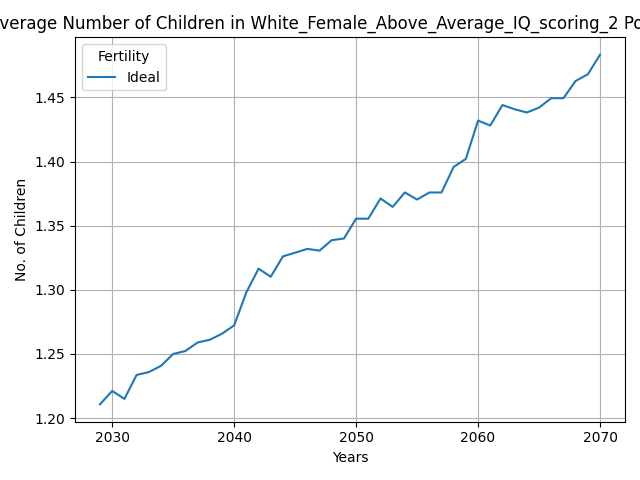 verage Number of Children in White_Female_Above_Average_IQ_scoring_2 Po
Fertility
Ideal
No. of Children
1.45
1.40
1.35
1.30
1.25
1.20
2030 2040 2050 2060 2070
Years